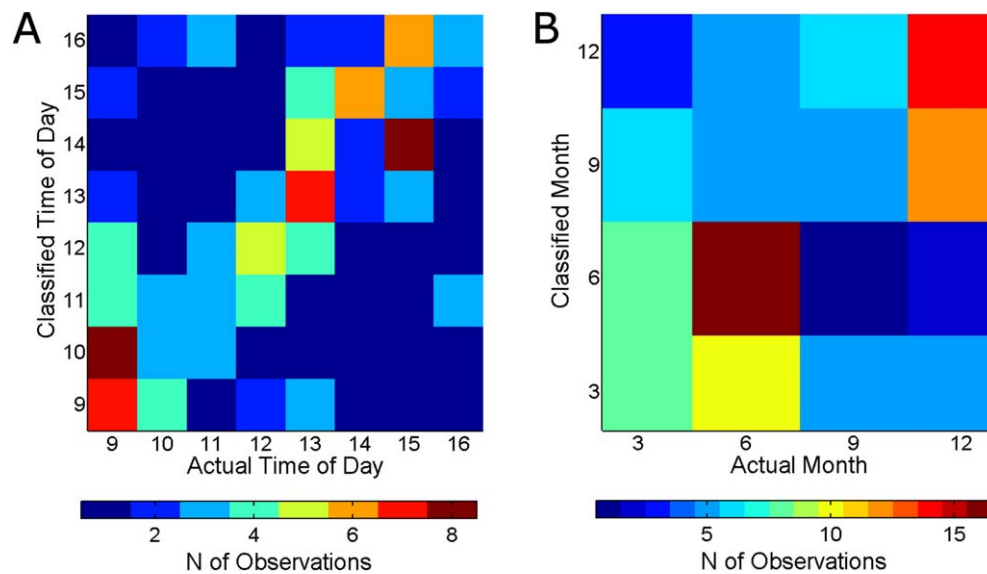 A
Classified Time of Day
16
15
14
13
12
11
10
9
9 10 11 12 13 14 15 16
Actual Time of Day
2 4 6 8
N of Observations
B
Classified Month
12
9
6
3
3 6 9 12
Actual Month
5 10 15
N of Observations